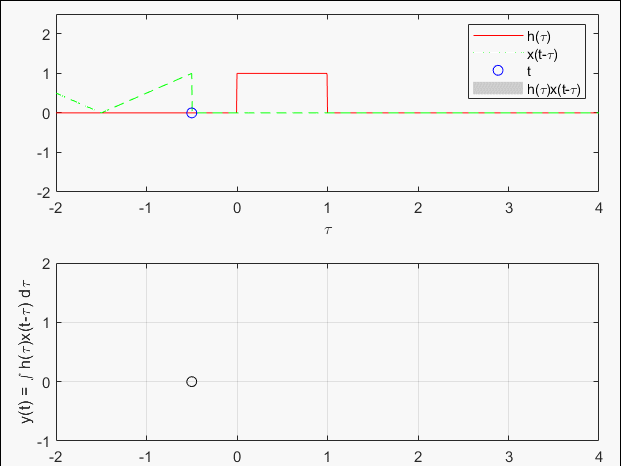 2
1
0
-1
-2
-2 -1 0 1 2 3 4
τ
h(τ)
x(t-τ)
t
h(τ)x(t-τ)
2
1
0
-1
-2 -1 0 1 2 3 4
y(t) = ∫ h(τ)x(t-τ) dτ